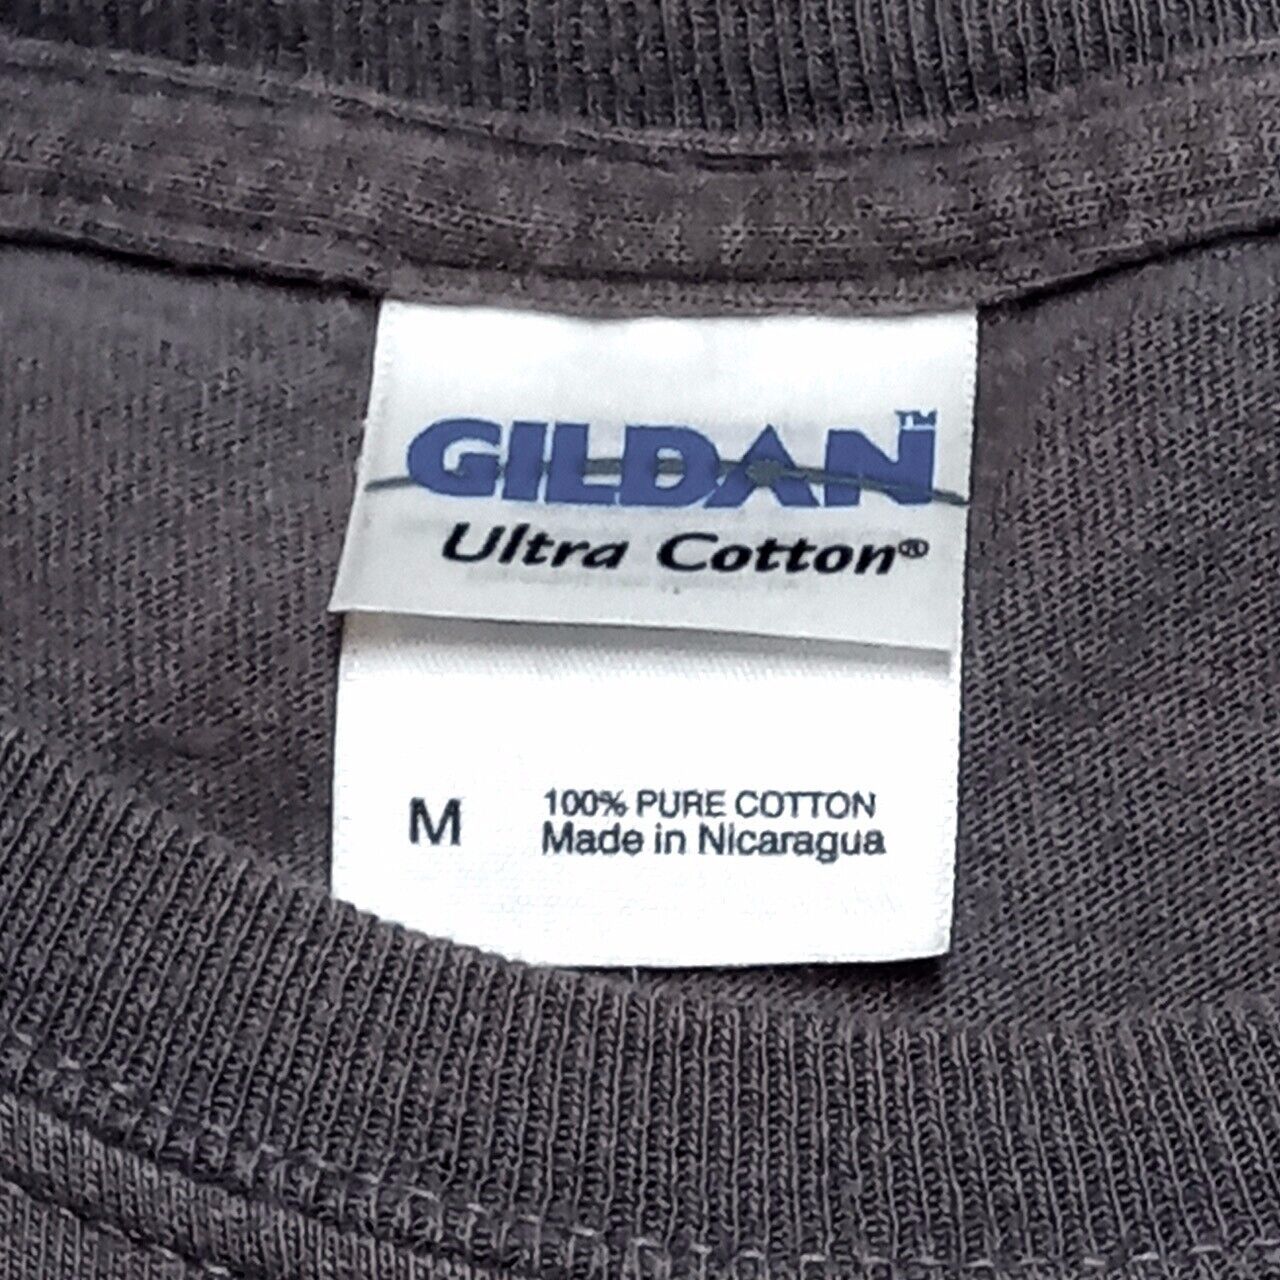 GILDAN™
Ultra Cotton®
M
100% PURE COTTON
Made in Nicaragua